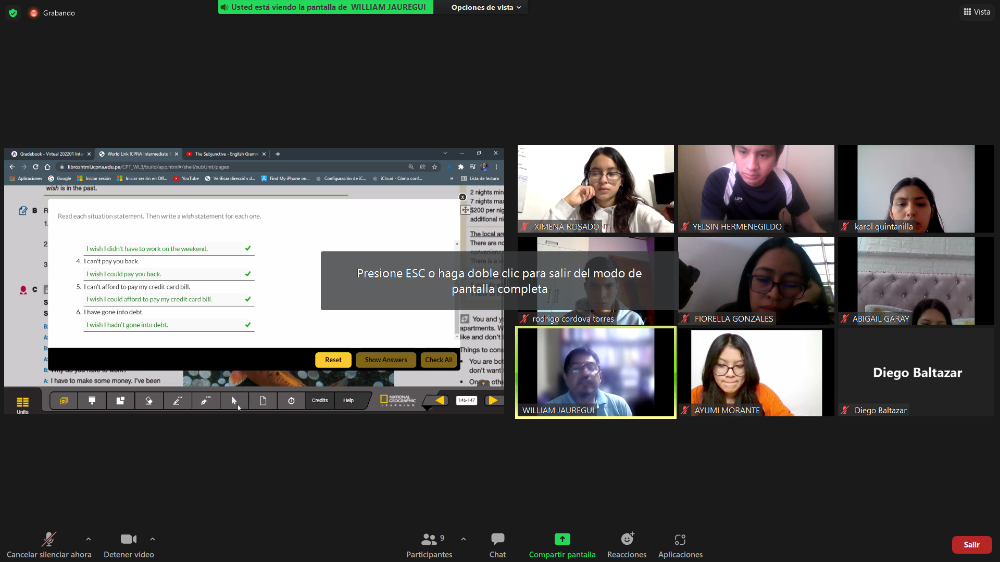 Grabando
Usted está viendo la pantalla de WILLIAM JAUREGUI
Opciones de vista
Vista
Gradebook - Virtual 202201 Inte
World Link ICPNA Intermediate 1
The Subjunctive - English Gramm
libroshtml.icpna.edu.pe/CPT_WL3/build/app.html#/shell/subUnit/pages
Aplicaciones
Google
Iniciar sesión
Iniciar sesión en Off...
YouTube
Verificar dirección d...
Find My iPhone on...
Configuración de iC...
iCloud - Cómo conf...
»
Lista de lectura
wish is in the past.
B R
1.
2
3
C
S
S
B:
A:
B:
A:
B: Why do you have to work?
A: I have to make some money. I've been
Read each situation statement. Then write a wish statement for each one.
I wish I didn't have to work on the weekend.
4. I can't pay you back.
I wish I could pay you back.
5. I can't afford to pay my credit card bill.
I wish I could afford to pay my credit card bill.
6. I have gone into debt.
I wish I hadn't gone into debt.
Reset
Show Answers
Check All
2 nights min
7 nights max
$200 per nig
additional ni
The local are
There are no
convenienc
There is a v
You and yo
apartments. W
like and don't l
Things to cons
• You are bot
don't want
• On the othe
Presione ESC o haga doble clic para salir del modo de
pantalla completa
Units
Credits
Help
NATIONAL
GEOGRAPHIC
LEARNING
146-147
XIMENA ROSADO
YELSIN HERMENEGILDO
karol quintanilla
rodrigo cordova torres
FIORELLA GONZALES
ABIGAIL GARAY
WILLIAM JAUREGUI
AYUMI MORANTE
Diego Baltazar
Diego Baltazar
Cancelar silenciar ahora
Detener vídeo
Participantes
9
Chat
Compartir pantalla
Reacciones
Aplicaciones
Salir